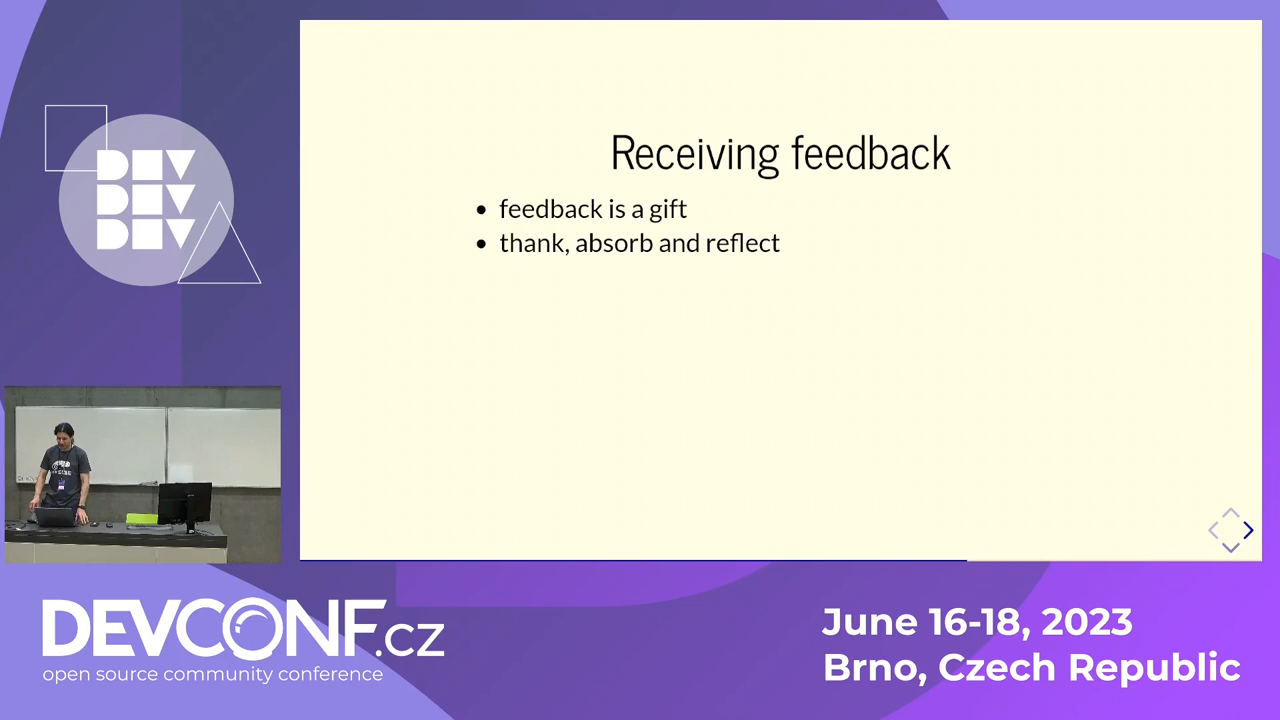 DEV
DEV
DEV
Receiving feedback
feedback is a gift
thank, absorb and reflect
DEVCONF.CZ
open source community conference
June 16-18, 2023
Brno, Czech Republic